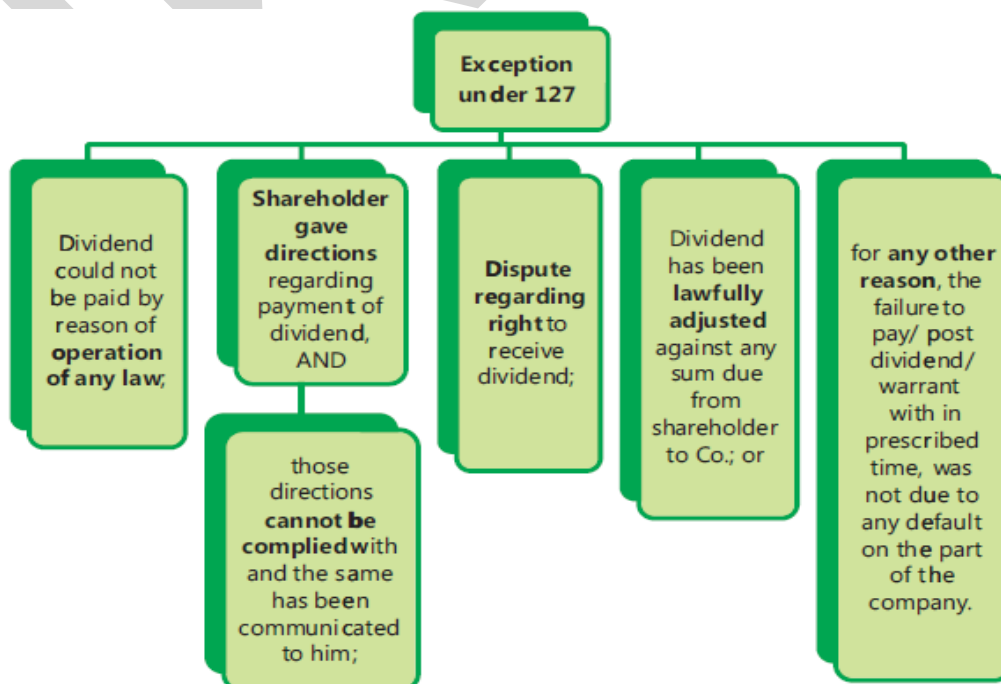 Exception
under 127
Dividend
could not
be paid by
reason of
operation
of any law;
Shareholder
gave
directions
regarding
payment of
dividend,
AND
those
directions
cannot be
complied with
and the same
has been
communicated
to him;
Dispute
regarding
right to
receive
dividend;
Dividend
has been
lawfully
adjusted
against any
sum due
from
shareholder
to Co.; or
for any other
reason, the
failure to
pay/ post
dividend/
warrant
with in
prescribed
time, was
not due to
any default
on the part
of the
company.